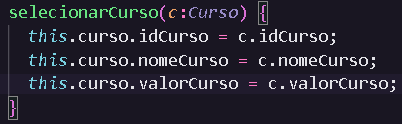 selecionarCurso(c:Curso) {
this.curso.idCurso = c.idCurso;
this.curso.nomeCurso = c.nomeCurso;
this.curso.valorCurso = c.valorCurso;
}